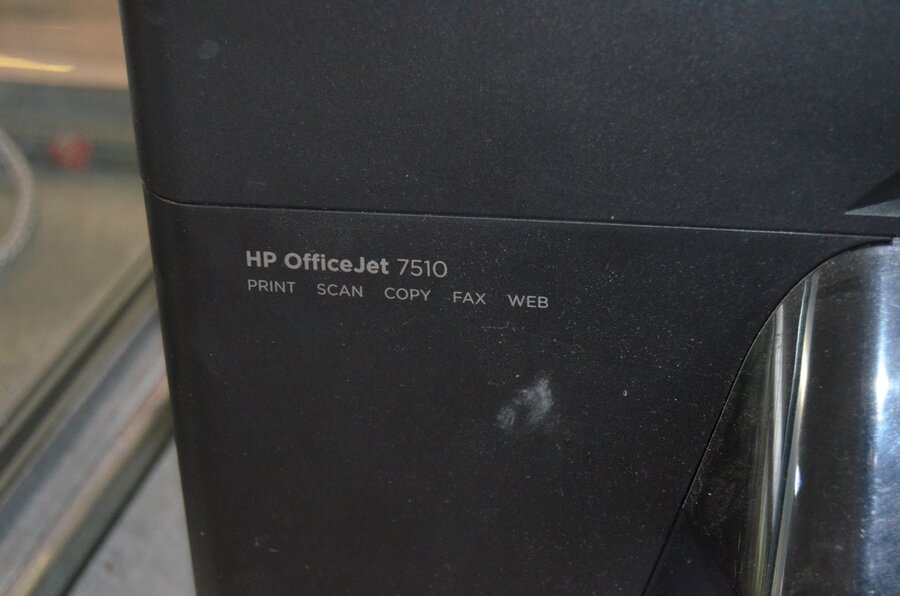 HP OfficeJet 7510
PRINT SCAN COPY FAX WEB